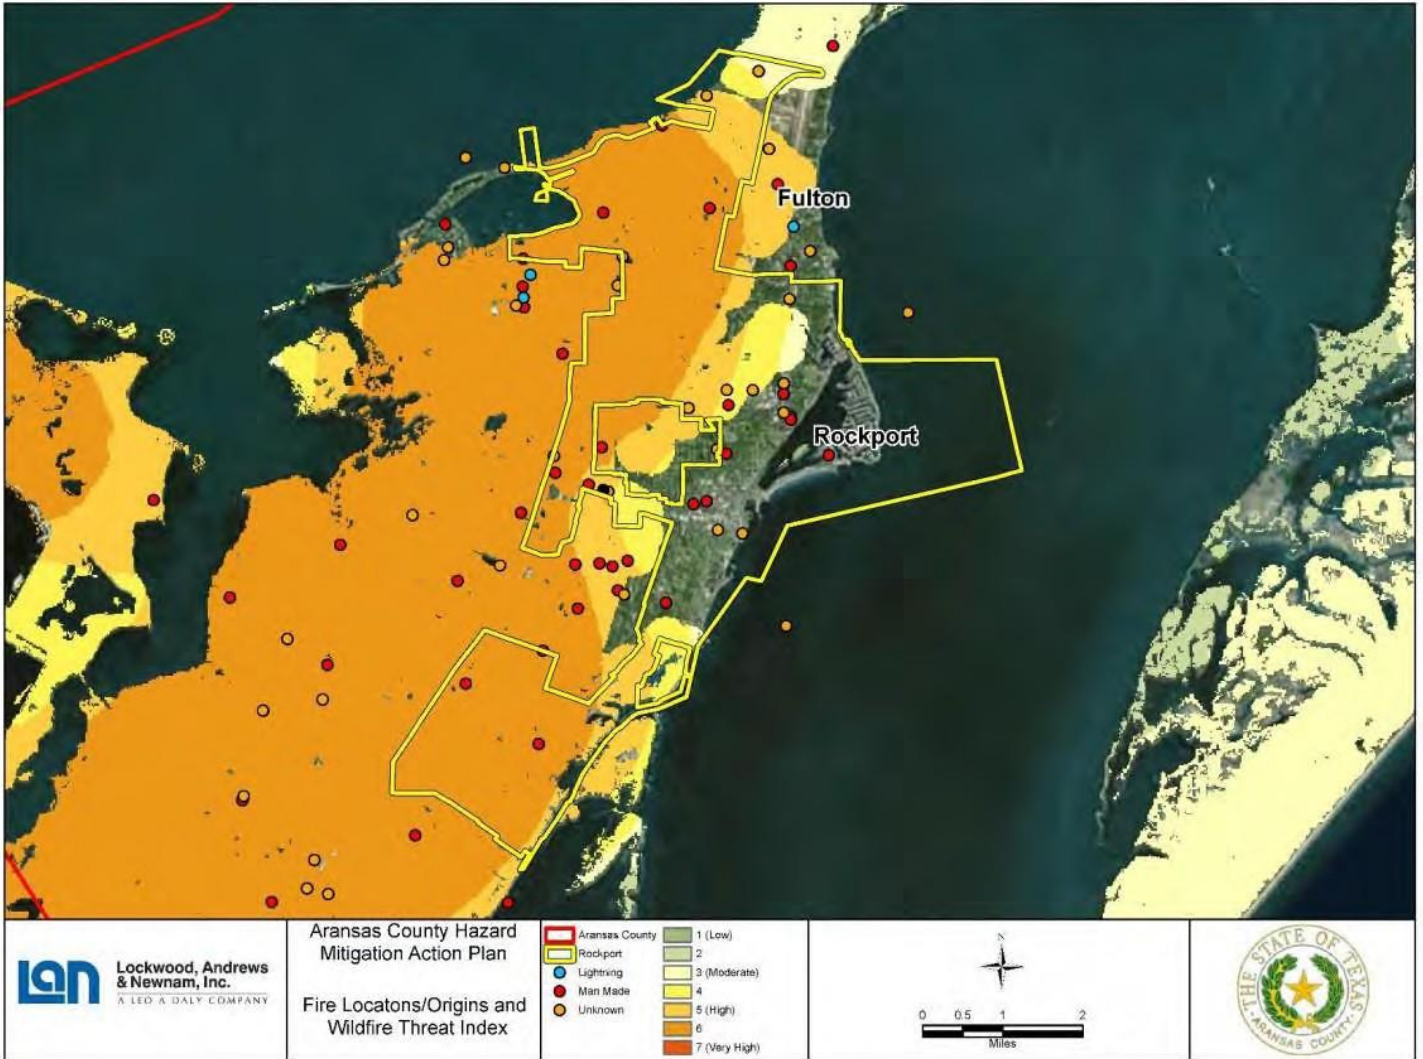 Fulton
Rockport
Lan
Lockwood, Andrews
& Newnam, Inc.
A LEO A DALY COMPANY
Aransas County Hazard
Mitigation Action Plan
Fire Locatons/Origins and
Wildfire Threat Index
Aransas County
Rockport
Lightning
Man Made
Unknown
1 (Low)
2
3 (Moderate)
4
5 (High)
6
7 (Very High)
N
0 0.5 1 2
Miles
THE STATE OF TEXAS
ARANSAS COUNTY